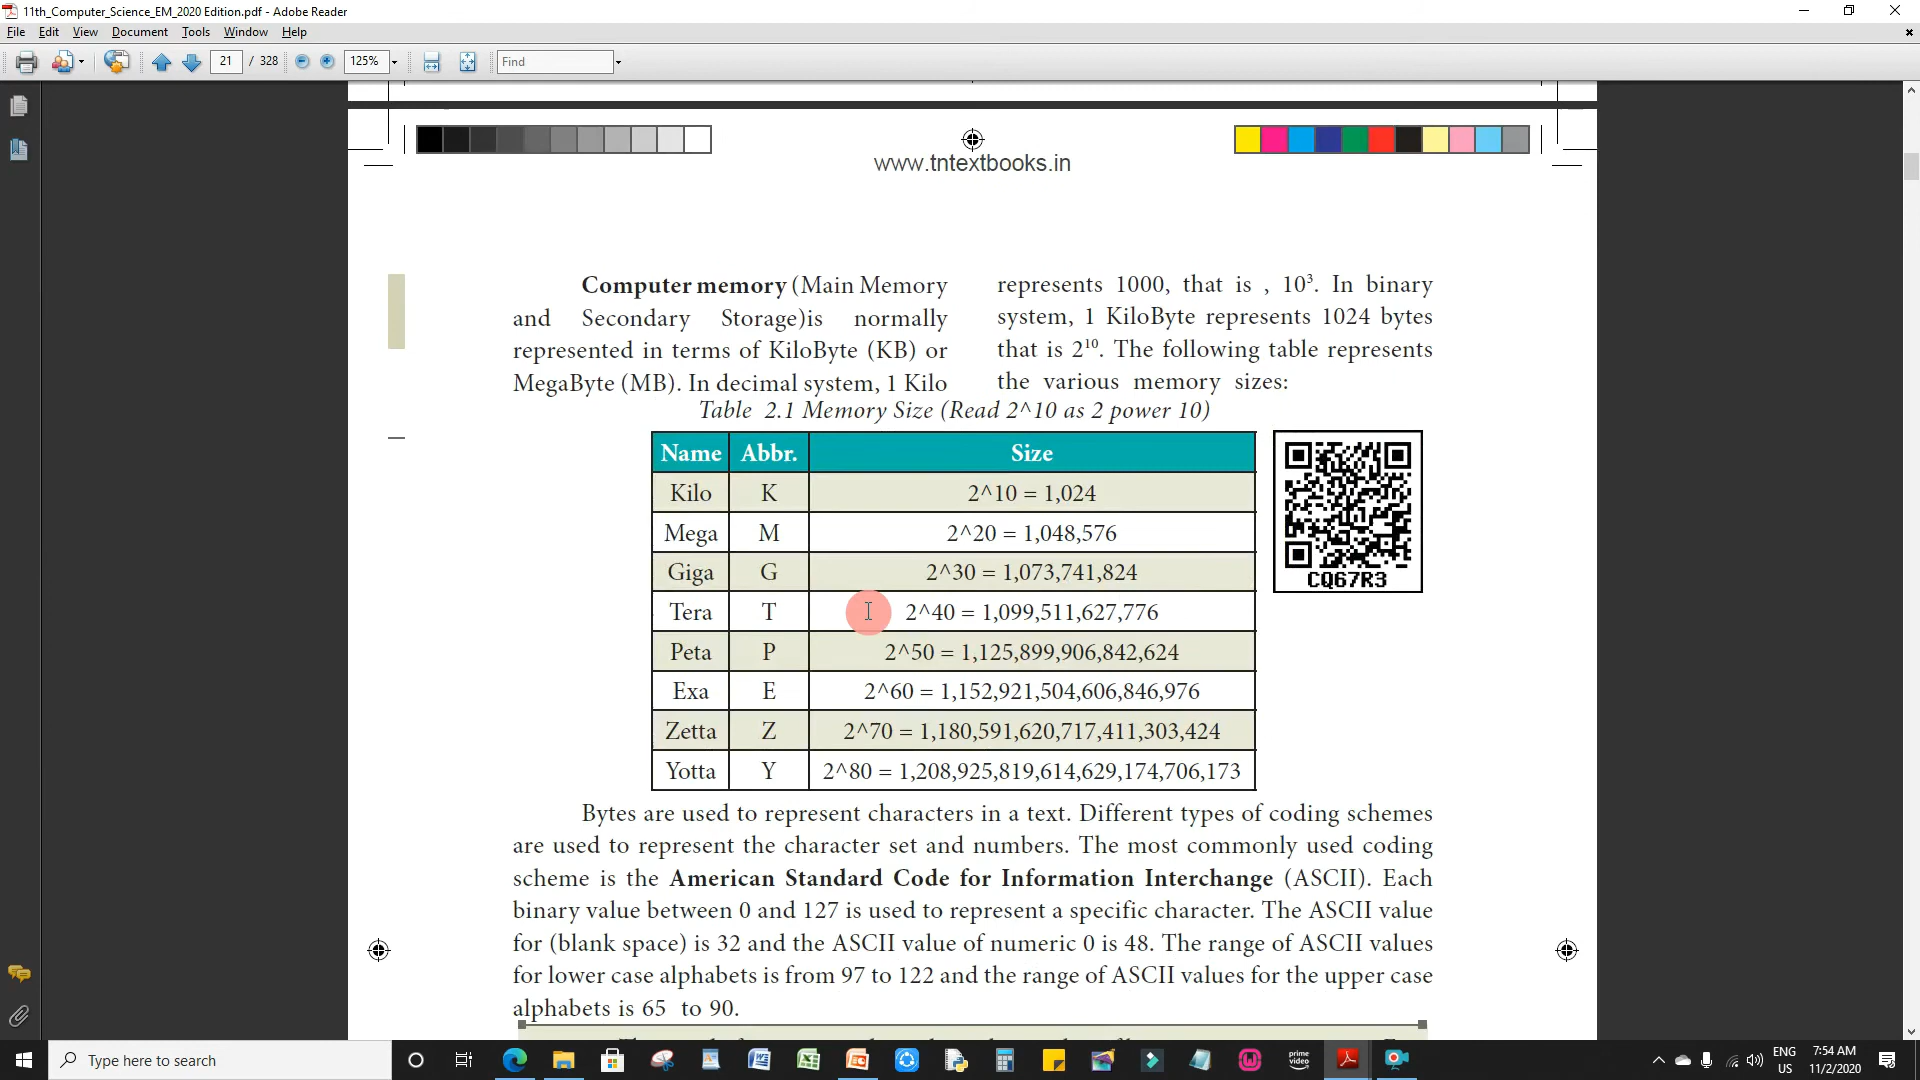 11th_Computer_Science_EM_2020 Edition.pdf - Adobe Reader
File Edit View Document Tools Window Help
21 / 328 125% Find
www.tntextbooks.in
Computer memory (Main Memory
and Secondary Storage)is normally
represented in terms of KiloByte (KB) or
MegaByte (MB). In decimal system, 1 Kilo
represents 1000, that is , 10³. In binary
system, 1 KiloByte represents 1024 bytes
that is 2¹⁰. The following table represents
the various memory sizes:
Table 2.1 Memory Size (Read 2^10 as 2 power 10)
Name Abbr. Size
Kilo K 2^10 = 1,024
Mega M 2^20 = 1,048,576
Giga G 2^30 = 1,073,741,824
Tera T 2^40 = 1,099,511,627,776
Peta P 2^50 = 1,125,899,906,842,624
Exa E 2^60 = 1,152,921,504,606,846,976
Zetta Z 2^70 = 1,180,591,620,717,411,303,424
Yotta Y 2^80 = 1,208,925,819,614,629,174,706,173
CQ67R3
Bytes are used to represent characters in a text. Different types of coding schemes
are used to represent the character set and numbers. The most commonly used coding
scheme is the American Standard Code for Information Interchange (ASCII). Each
binary value between 0 and 127 is used to represent a specific character. The ASCII value
for (blank space) is 32 and the ASCII value of numeric 0 is 48. The range of ASCII values
for lower case alphabets is from 97 to 122 and the range of ASCII values for the upper case
alphabets is 65 to 90.
Type here to search
prime
video
ENG
US
7:54 AM
11/2/2020